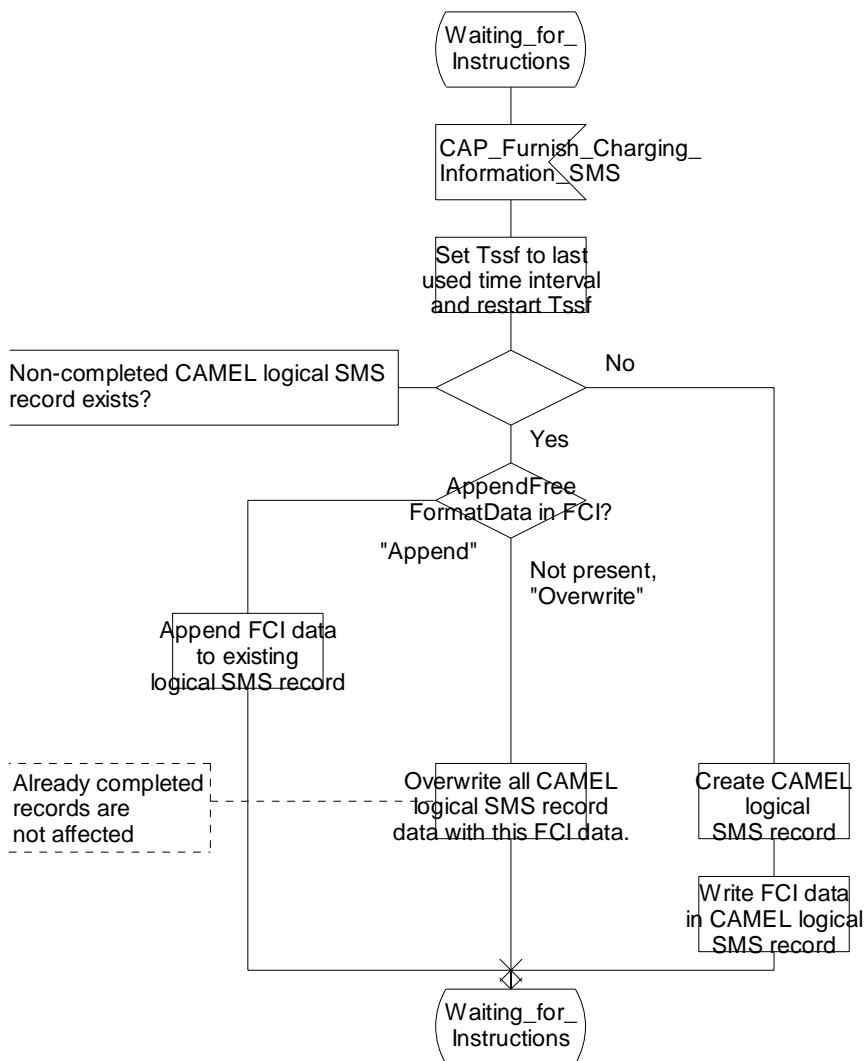 Waiting_for_
Instructions
CAP_Furnish_Charging_
Information_SMS
Set Tssf to last
used time interval
and restart Tssf
Non-completed CAMEL logical SMS
record exists?
No
Yes
AppendFree
FormatData in FCI?
"Append"
Not present,
"Overwrite"
Append FCI data
to existing
logical SMS record
Already completed
records are
not affected
Overwrite all CAMEL
logical SMS record
data with this FCI data.
Create CAMEL
logical
SMS record
Write FCI data
in CAMEL logical
SMS record
Waiting_for_
Instructions